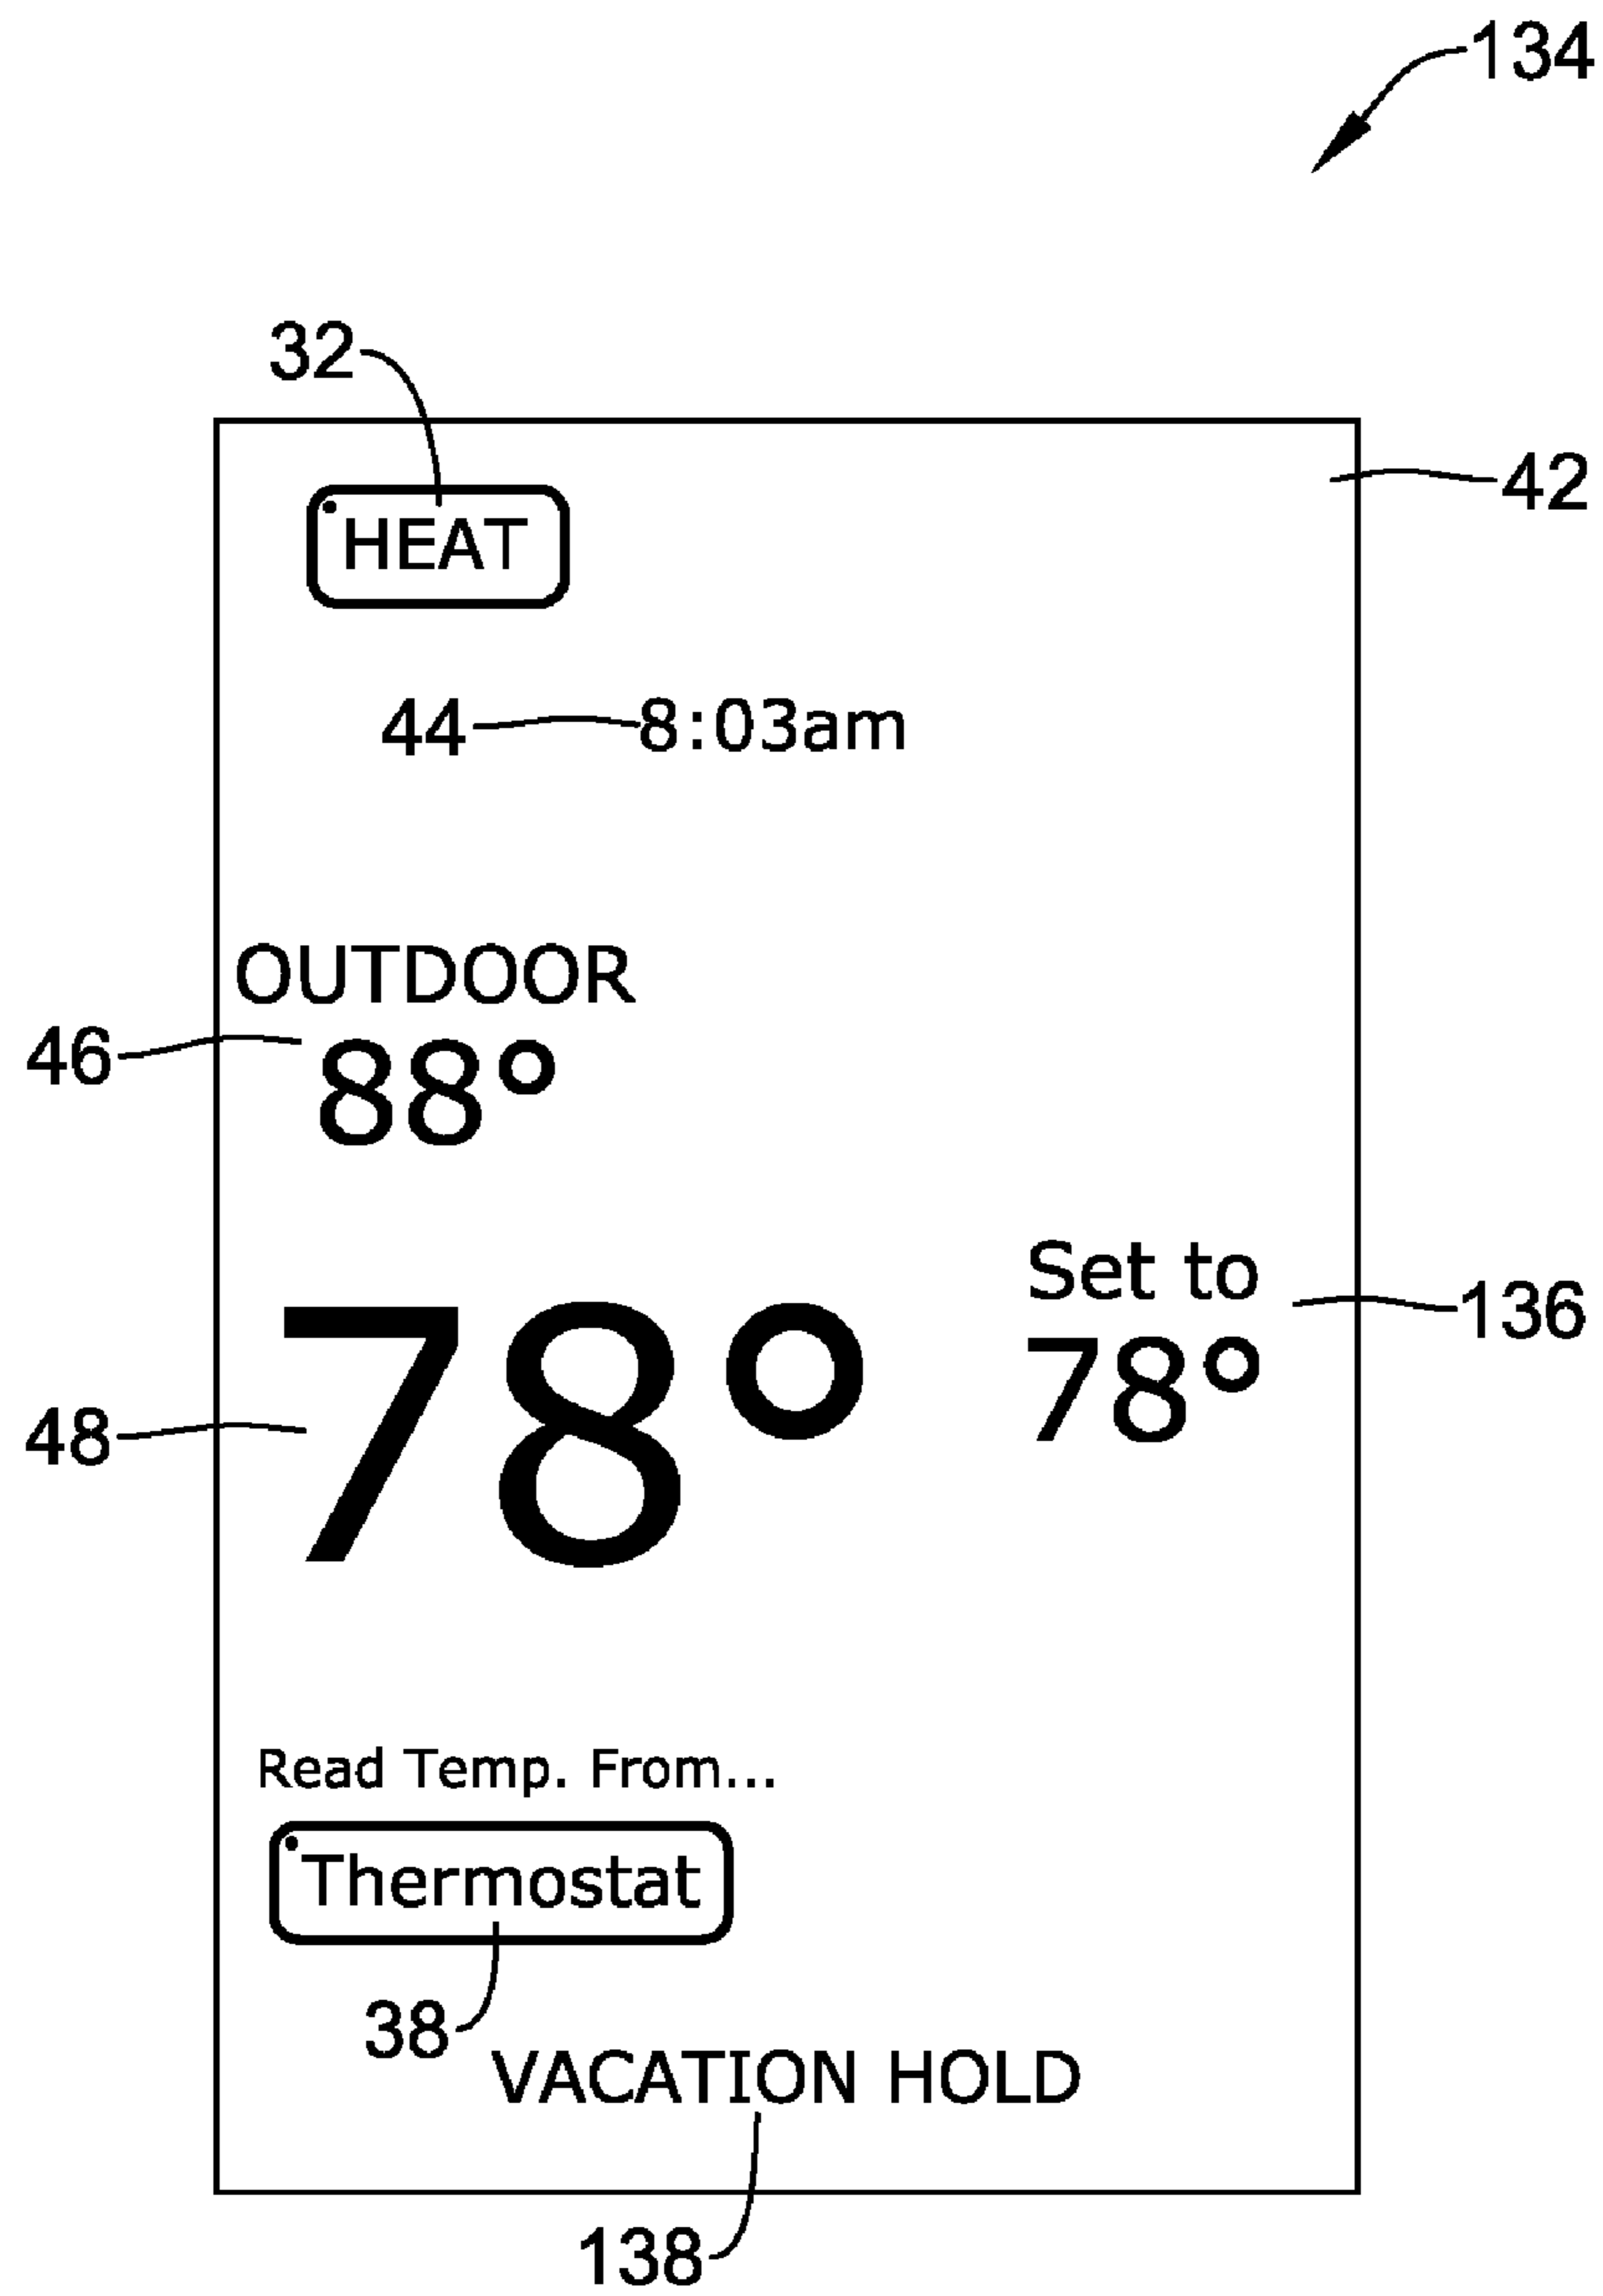 134
32
42
HEAT
44 8:03am
OUTDOOR
46
88°
Set to
136
78°
78°
48
Read Temp. From...
Thermostat
38
VACATION HOLD
138